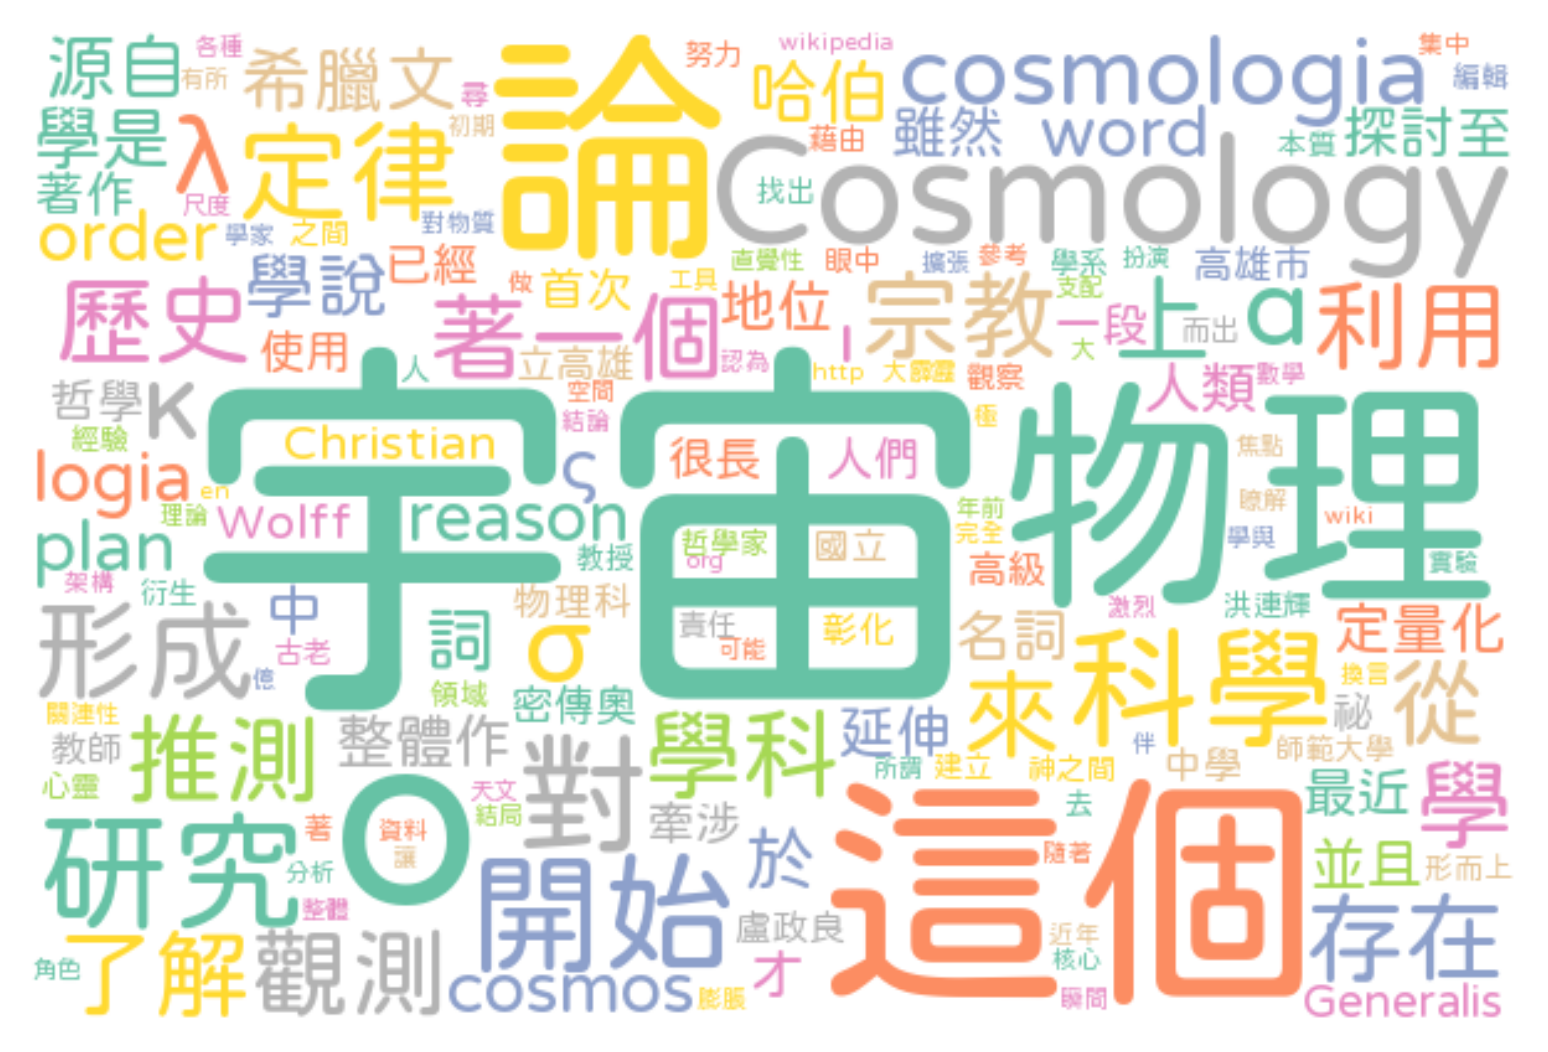 源自
各種
有所
希臘文
尋
初期
論
努力
wikipedia
哈伯
cosmologia
集中
編輯
學是
λ
定律
藉由
雖然
word
本質
探討至
著作
尺度
對物質
找出
Cosmology
order
學家
之間
學說
已經
直覺性
眼中
擴張
參考
學系
扮演
高雄市
歷史
做
首次
工具
地位
ι
宗教
支配
一段
上
而出
α
利用
使用
著一個
立高雄
認為
http
大霹靂
觀察
大
人類
數學
哲學
κ
人
空間
結論
極
經驗
宇宙
物理
Christian
ς
很長
人們
焦點
logia
en
理論
Wolff
reason
年前
完全
瞭解
wiki
學與
plan
教授
哲學家
org
國立
高級
實驗
架構
衍生
物理科
激烈
洪連輝
形成
中
古老
億
詞
σ
責任
可能
彰化
名詞
定量化
科學
領域
密傳奧
來
換言
從
關連性
教師
推測
整體作
對
學科
延伸
伴
祕
師範大學
中學
心靈
天文
結局
牽涉
所謂
建立
神之間
去
最近
學
研究
著
ο
資料
讓
分析
整體
開始
於
這個
隨著
並且
形而上
了解
觀測
盧政良
近年
核心
存在
角色
cosmos
膨脹
才
瞬間
Generalis